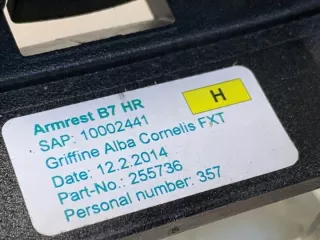 Armrest B7 HR
H
SAP: 10002441
Griffine Alba Cornelis FXT
Date: 12.2.2014
Part-No.: 255736
Personal number: 357